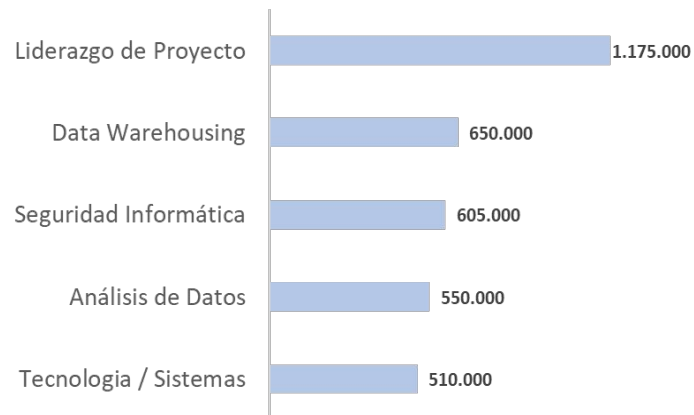 Liderazgo de Proyecto 1.175.000
Data Warehousing 650.000
Seguridad Informática 605.000
Análisis de Datos 550.000
Tecnologia / Sistemas 510.000